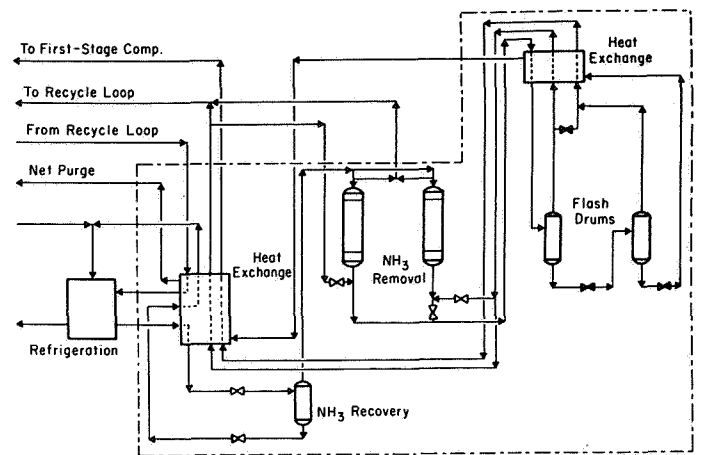 To First-Stage Comp.
Heat
Exchange
To Recycle Loop
From Recycle Loop
Net Purge
Flash
Drums
Heat
Exchange
NH3
Removal
Refrigeration
NH3 Recovery